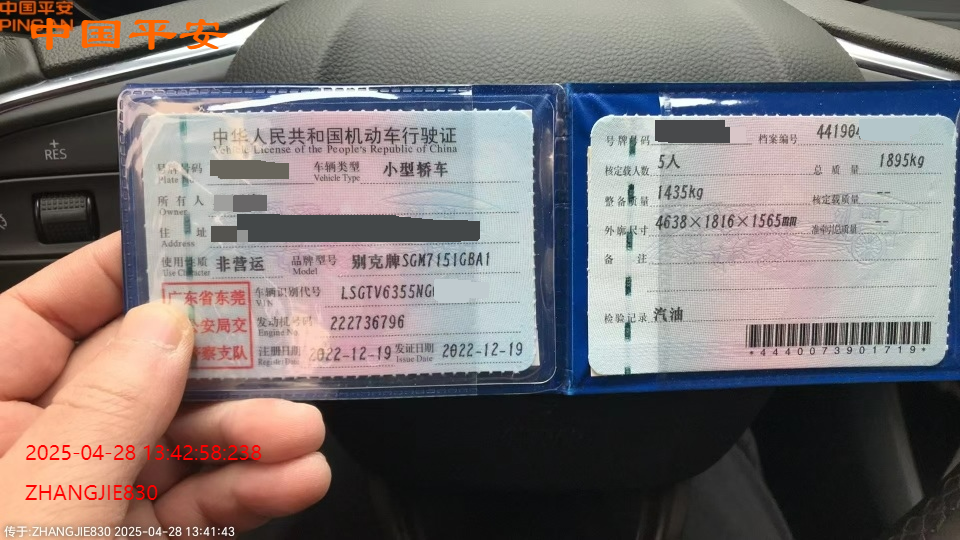 中国平安
PINGAN
中国平安
RES
中华人民共和国机动车行驶证
Vehicle License of the People's Republic of China
号牌号码 车辆类型 小型轿车
Plate No. Vehicle Type
所有人
Owner
住址
Address
使用性质 非营运 品牌型号 别克牌SGM7151GBA1
Use Character Model
广东省东莞
安局交
察支队
车辆识别代号 LSGTV6355NG
VIN
发动机号码 222736796
Engine No.
注册日期 2022-12-19 发证日期 2022-12-19
Register Date Issue Date
号牌号码 档案编号 441904
核定载人数 5人 总质量 1895kg
整备质量 1435kg 核定载质量 --
外廓尺寸 4638×1816×1565mm 准牵引总质量 --
备注
检验记录 汽油
*4440073901719*
2025-04-28 13:42:58:238
ZHANGJIE830
传于:ZHANGJIE830 2025-04-28 13:41:43